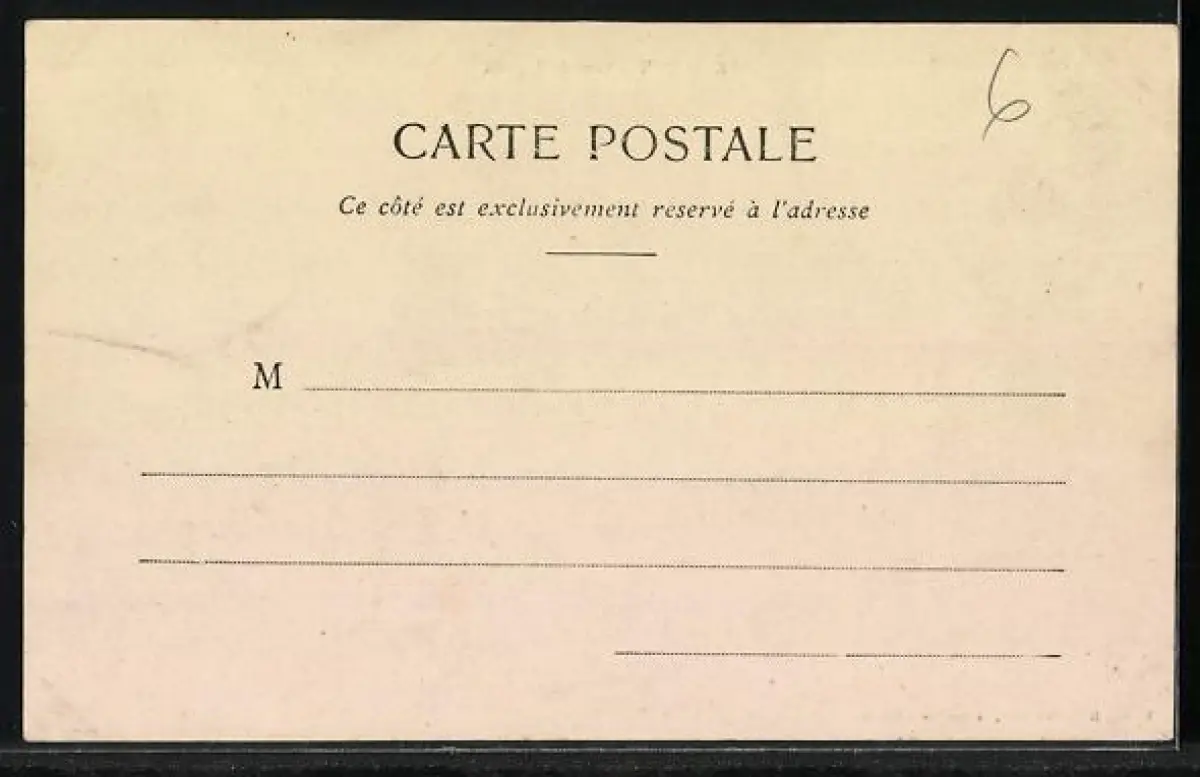 6
CARTE POSTALE
Ce côté est exclusivement reservé à l'adresse
M